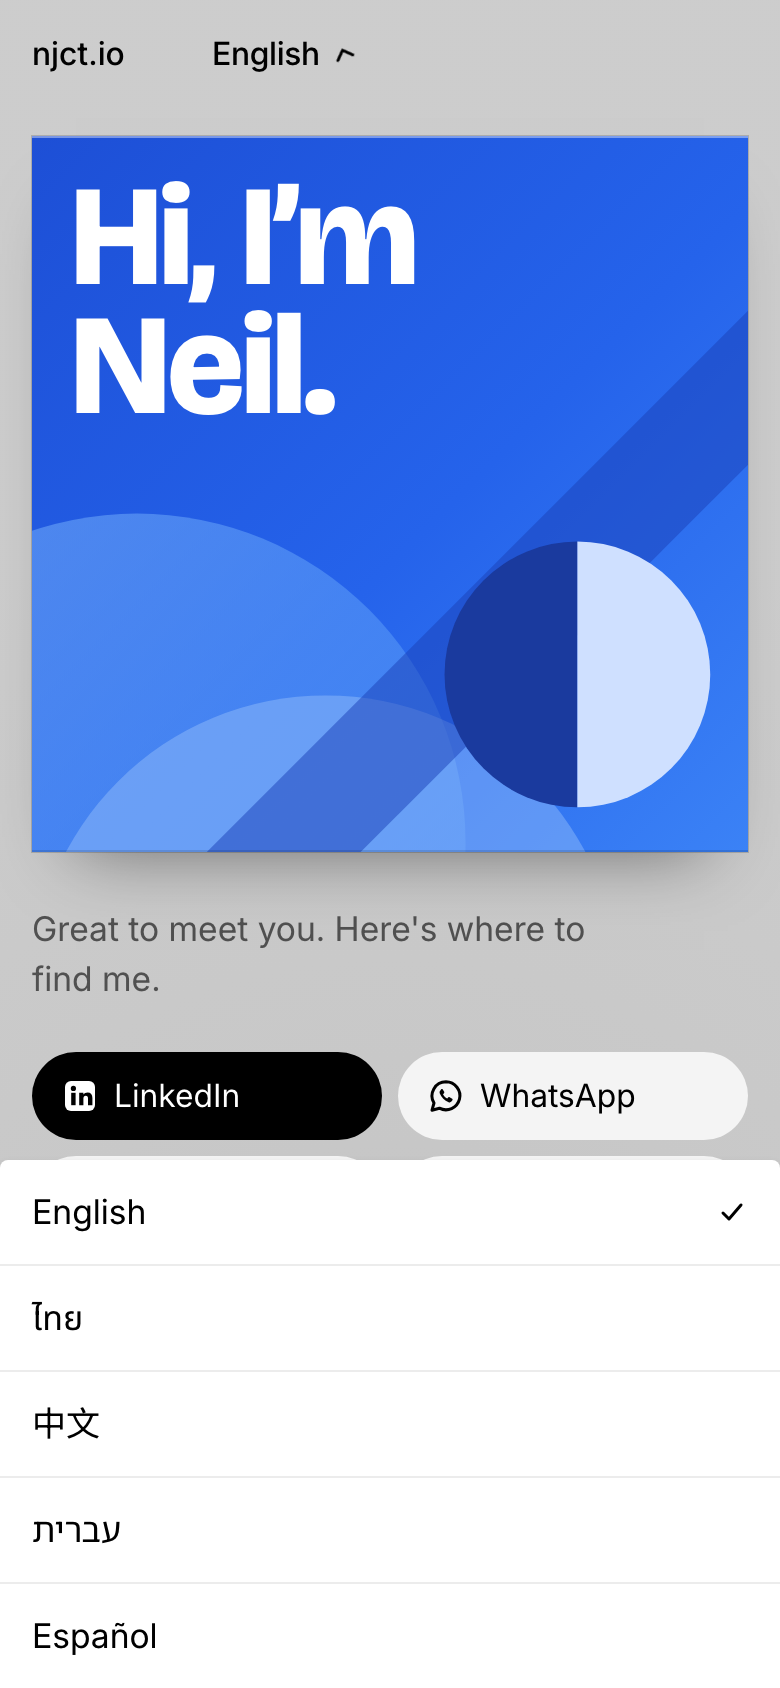 njct.io
English
Hi, I’m
Neil.
Great to meet you. Here's where to
find me.
LinkedIn
WhatsApp
English
ไทย
中文
עברית
Español